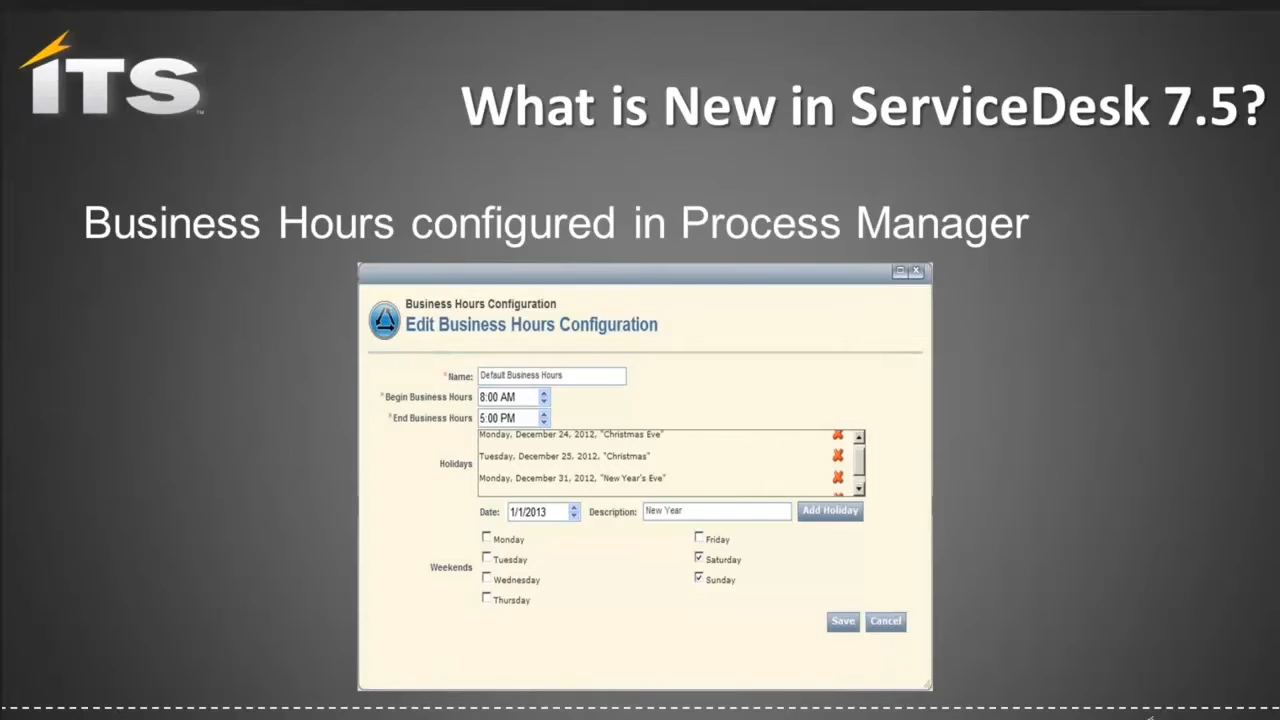 iTS
What is New in ServiceDesk 7.5?
Business Hours configured in Process Manager
Business Hours Configuration
Edit Business Hours Configuration
*Name: Default Business Hours
*Begin Business Hours 8:00 AM
*End Business Hours 5:00 PM
Holidays
Monday, December 24, 2012, "Christmas Eve"
Tuesday, December 25, 2012, "Christmas"
Monday, December 31, 2012, "New Year's Eve"
Date: 1/1/2013 Description: New Year Add Holiday
Weekends
Monday
Tuesday
Wednesday
Thursday
Friday
Saturday
Sunday
Save Cancel